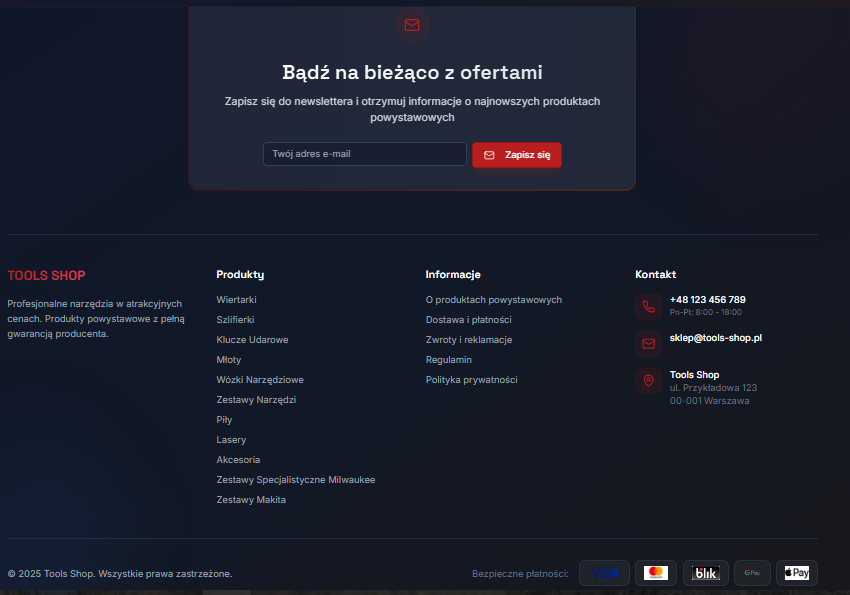 Bądź na bieżąco z ofertami
Zapisz się do newslettera i otrzymuj informacje o najnowszych produktach
powystawowych
Twój adres e-mail
Zapisz się
TOOLS SHOP
Profesjonalne narzędzia w atrakcyjnych
cenach. Produkty powystawowe z pełną
gwarancją producenta.
Produkty
Wiertarki
Szlifierki
Klucze Udarowe
Młoty
Wózki Narzędziowe
Zestawy Narzędzi
Piły
Lasery
Akcesoria
Zestawy Specjalistyczne Milwaukee
Zestawy Makita
Informacje
O produktach powystawowych
Dostawa i płatności
Zwroty i reklamacje
Regulamin
Polityka prywatności
Kontakt
+48 123 456 789
Pn-Pt: 8:00 - 18:00
sklep@tools-shop.pl
Tools Shop
ul. Przykładowa 123
00-001 Warszawa
© 2025 Tools Shop. Wszystkie prawa zastrzeżone.
Bezpieczne płatności:
VISA
blik
G Pay
Pay